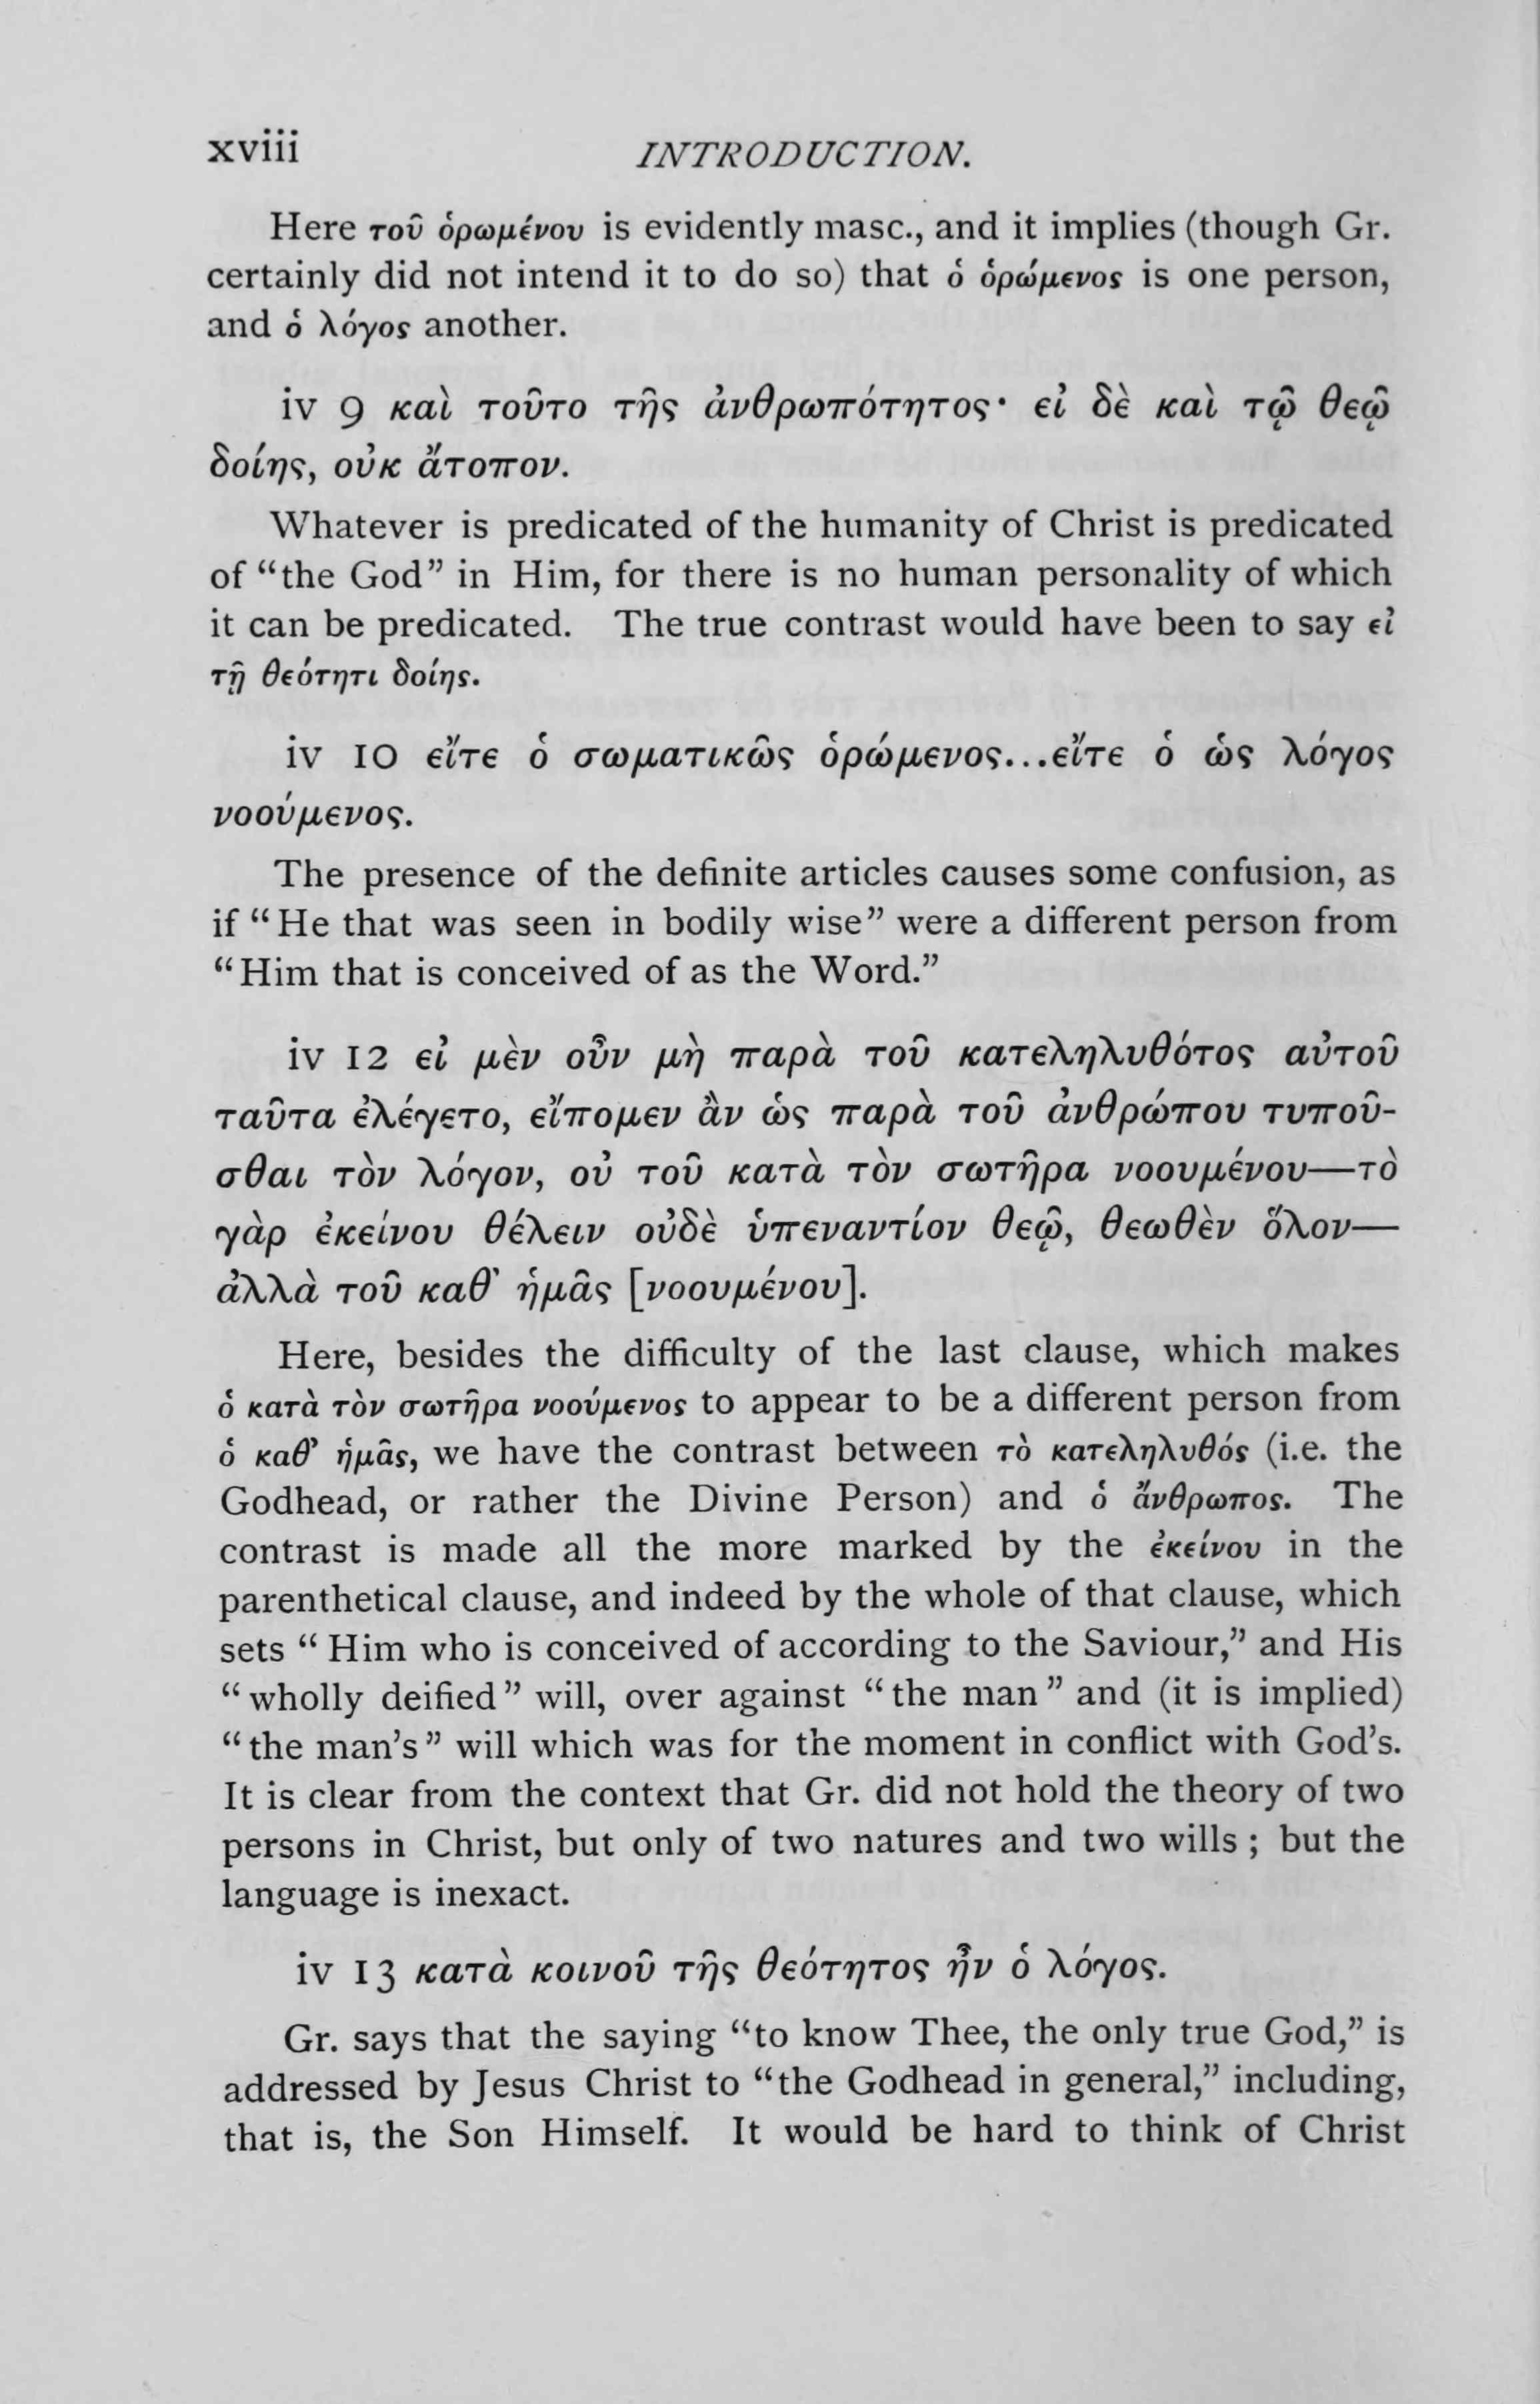 xviii INTRODUCTION.
Here τοῦ ὁρωμένου is evidently masc., and it implies (though Gr.
certainly did not intend it to do so) that ὁ ὁρώμενος is one person,
and ὁ λόγος another.
iv 9 καὶ τοῦτο τῆς ἀνθρωπότητος· εἰ δὲ καὶ τῷ θεῷ
δοίης, οὐκ ἄτοπον.
Whatever is predicated of the humanity of Christ is predicated
of “the God” in Him, for there is no human personality of which
it can be predicated. The true contrast would have been to say εἰ
τῇ θεότητι δοίης.
iv 10 εἴτε ὁ σωματικῶς ὁρώμενος...εἴτε ὁ ὡς λόγος
νοούμενος.
The presence of the definite articles causes some confusion, as
if “He that was seen in bodily wise” were a different person from
“Him that is conceived of as the Word.”
iv 12 εἰ μὲν οὖν μὴ παρὰ τοῦ κατεληλυθότος αὐτοῦ
ταῦτα ἐλέγετο, εἴπομεν ἂν ὡς παρὰ τοῦ ἀνθρώπου τυποῦ-
σθαι τὸν λόγον, οὐ τοῦ κατὰ τὸν σωτῆρα νοουμένου—τὸ
γὰρ ἐκείνου θέλειν οὐδὲ ὑπεναντίον θεῷ, θεωθὲν ὅλον—
ἀλλὰ τοῦ καθ᾽ ἡμᾶς [νοουμένου].
Here, besides the difficulty of the last clause, which makes
ὁ κατὰ τὸν σωτῆρα νοούμενος to appear to be a different person from
ὁ καθ᾽ ἡμᾶς, we have the contrast between τὸ κατεληλυθός (i.e. the
Godhead, or rather the Divine Person) and ὁ ἄνθρωπος. The
contrast is made all the more marked by the ἐκείνου in the
parenthetical clause, and indeed by the whole of that clause, which
sets “Him who is conceived of according to the Saviour,” and His
“wholly deified” will, over against “the man” and (it is implied)
“the man’s” will which was for the moment in conflict with God’s.
It is clear from the context that Gr. did not hold the theory of two
persons in Christ, but only of two natures and two wills; but the
language is inexact.
iv 13 κατὰ κοινοῦ τῆς θεότητος ἦν ὁ λόγος.
Gr. says that the saying “to know Thee, the only true God,” is
addressed by Jesus Christ to “the Godhead in general,” including,
that is, the Son Himself. It would be hard to think of Christ